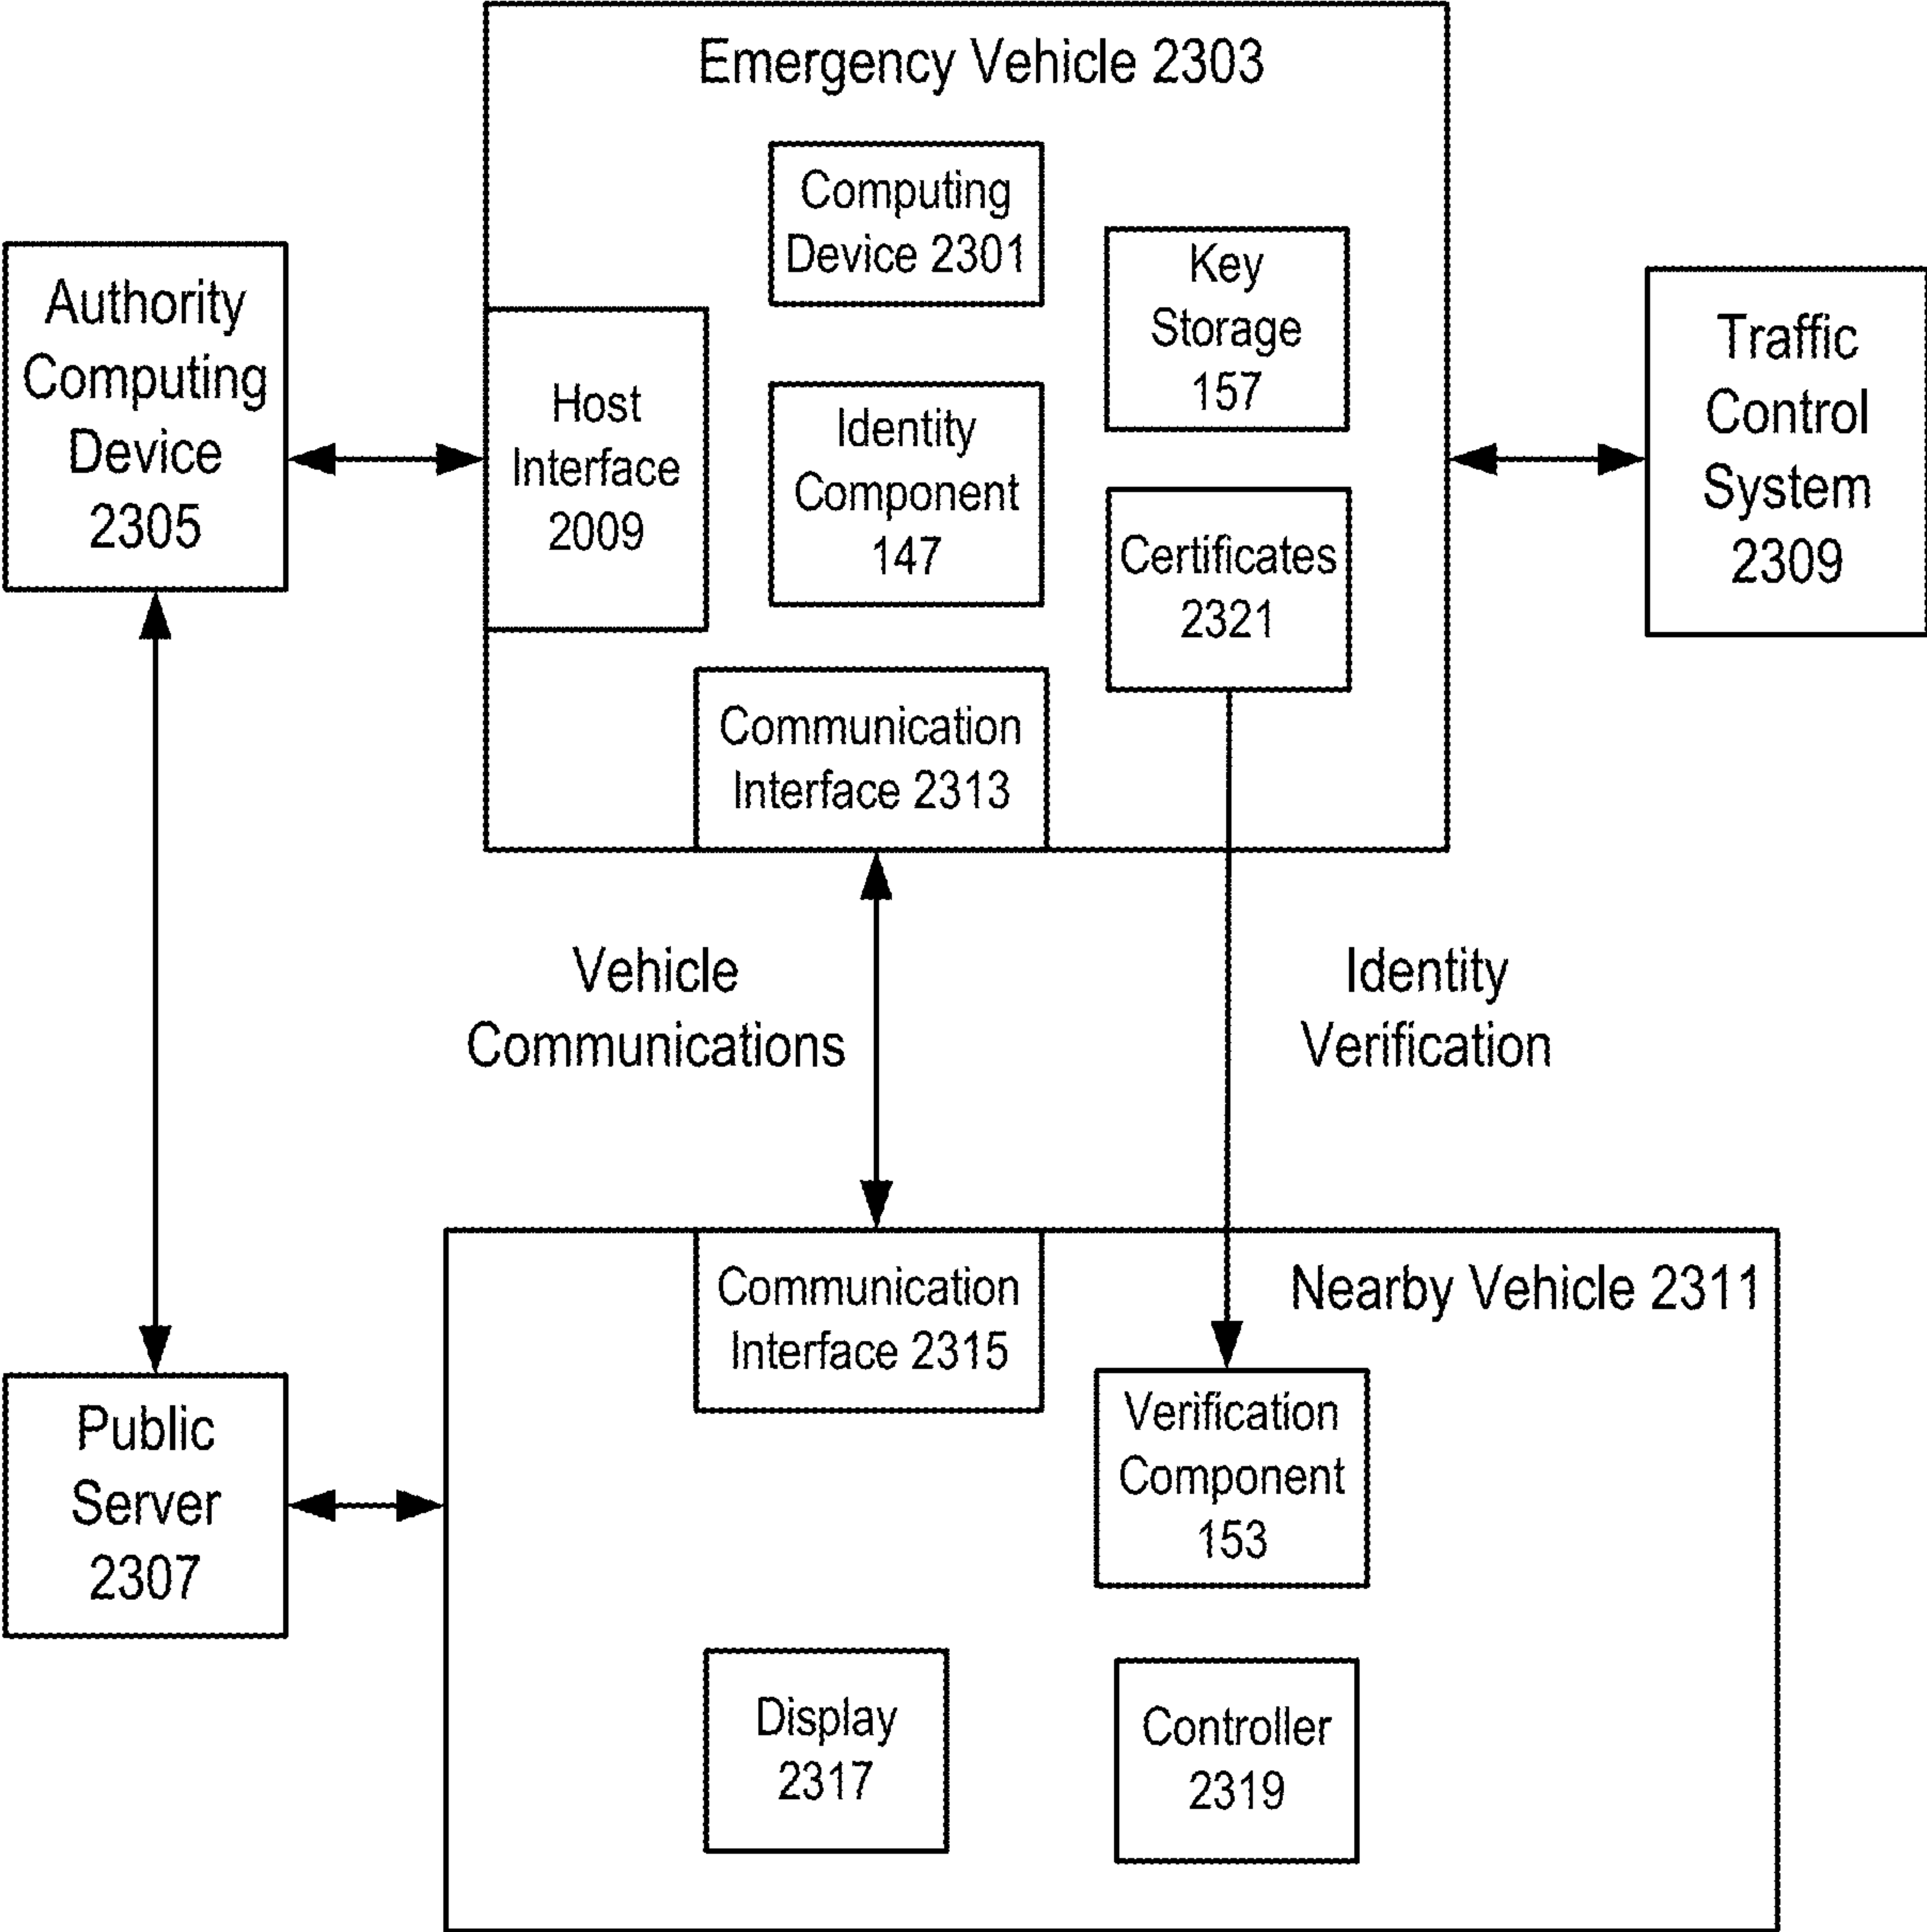 Emergency Vehicle 2303
Computing
Device 2301
Key
Storage
157
Authority
Computing
Device
2305
Host
Interface
2009
Identity
Component
147
Certificates
2321
Traffic
Control
System
2309
Communication
Interface 2313
Vehicle
Communications
Identity
Verification
Communication
Interface 2315
Nearby Vehicle 2311
Public
Server
2307
Verification
Component
153
Display
2317
Controller
2319